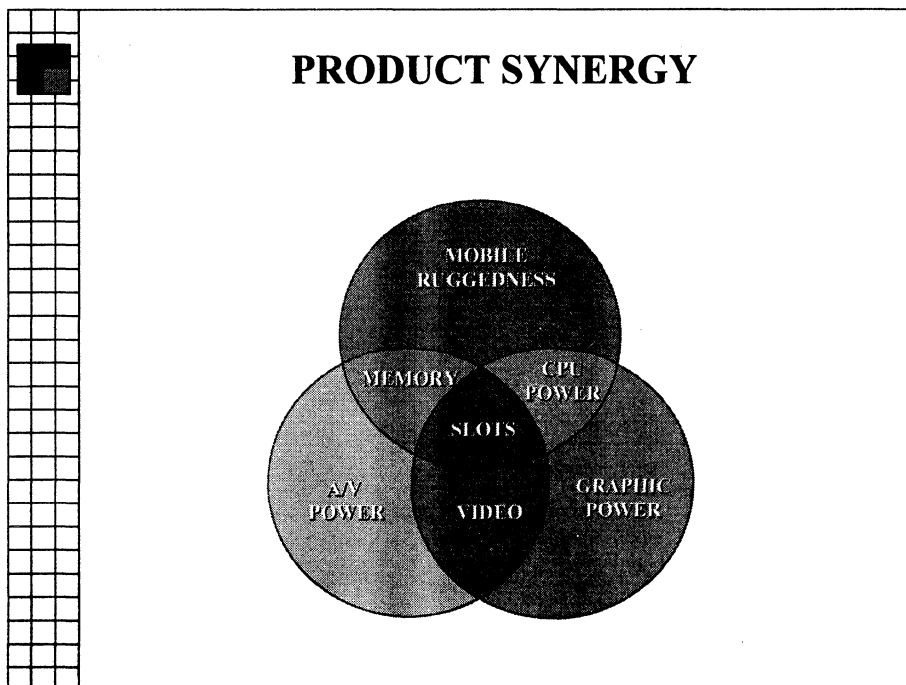 PRODUCT SYNERGY
MOBILE
RUGGEDNESS
MEMORY
CPU
POWER
SLOTS
A/V
POWER
VIDEO
GRAPHIC
POWER